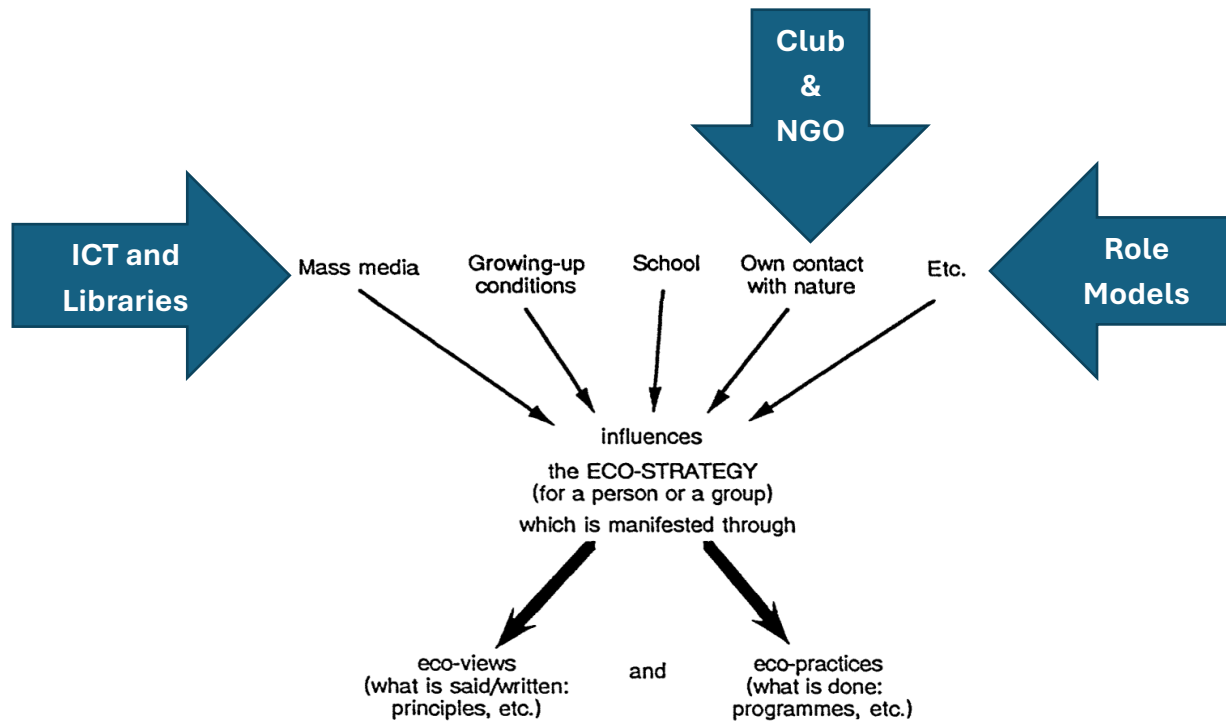 Club
&
NGO
ICT and
Libraries
Mass media
Growing-up
conditions
School
Own contact
with nature
Etc.
Role
Models
influences
the ECO-STRATEGY
(for a person or a group)
which is manifested through
eco-views
(what is said/written:
principles, etc.)
and
eco-practices
(what is done:
programmes, etc.)